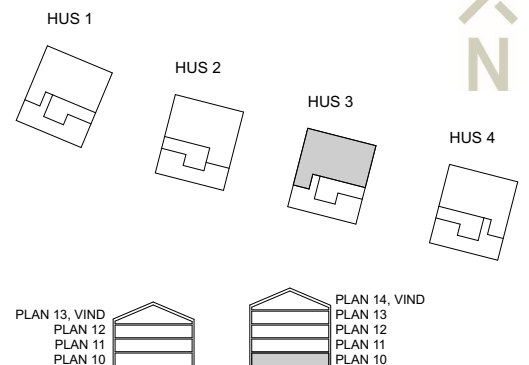 HUS 1
HUS 2
HUS 3
HUS 4
N
PLAN 13, VIND
PLAN 12
PLAN 11
PLAN 10
PLAN 14, VIND
PLAN 13
PLAN 12
PLAN 11
PLAN 10